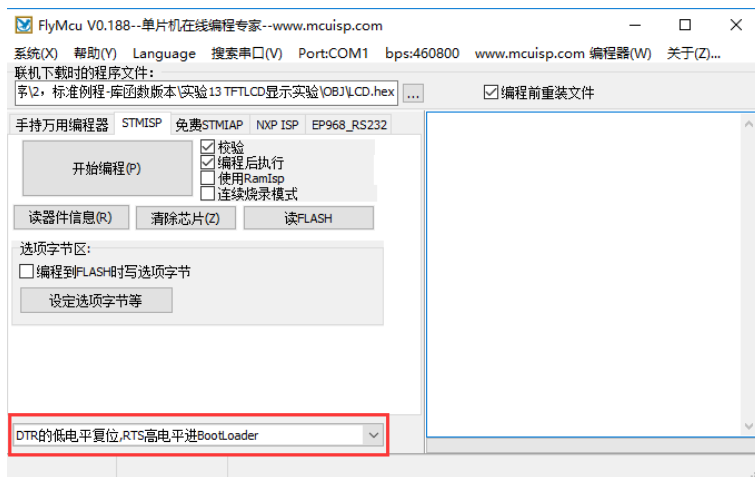 FlyMcu V0.188--单片机在线编程专家--www.mcuisp.com
系统(X) 帮助(Y) Language 搜索串口(V) Port:COM1 bps:460800 www.mcuisp.com 编程器(W) 关于(Z)...
联机下载时的程序文件：
\2，标准例程-库函数版本\实验13 TFTLCD显示实验\OBJ\LCD.hex ... 编程前重装文件
手持万用编程器 STMISP 免费STMIAP NXP ISP EP968_RS232
开始编程(P)
校验
编程后执行
使用RamIsp
连续烧录模式
读器件信息(R) 清除芯片(Z) 读FLASH
选项字节区:
编程到FLASH时写选项字节
设定选项字节等
DTR的低电平复位,RTS高电平进BootLoader